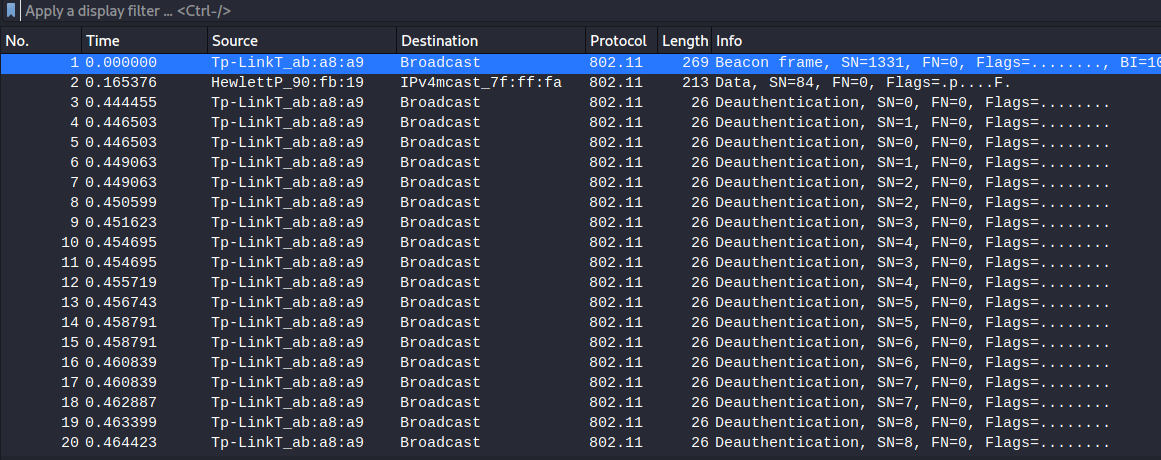 Apply a display filter ... <Ctrl-/>
No. Time Source Destination Protocol Length Info
1 0.000000 Tp-LinkT_ab:a8:a9 Broadcast 802.11 269 Beacon frame, SN=1331, FN=0, Flags=........, BI=10
2 0.165376 HewlettP_90:fb:19 IPv4mcast_7f:ff:fa 802.11 213 Data, SN=84, FN=0, Flags=.p....F.
3 0.444455 Tp-LinkT_ab:a8:a9 Broadcast 802.11 26 Deauthentication, SN=0, FN=0, Flags=........
4 0.446503 Tp-LinkT_ab:a8:a9 Broadcast 802.11 26 Deauthentication, SN=1, FN=0, Flags=........
5 0.446503 Tp-LinkT_ab:a8:a9 Broadcast 802.11 26 Deauthentication, SN=0, FN=0, Flags=........
6 0.449063 Tp-LinkT_ab:a8:a9 Broadcast 802.11 26 Deauthentication, SN=1, FN=0, Flags=........
7 0.449063 Tp-LinkT_ab:a8:a9 Broadcast 802.11 26 Deauthentication, SN=2, FN=0, Flags=........
8 0.450599 Tp-LinkT_ab:a8:a9 Broadcast 802.11 26 Deauthentication, SN=2, FN=0, Flags=........
9 0.451623 Tp-LinkT_ab:a8:a9 Broadcast 802.11 26 Deauthentication, SN=3, FN=0, Flags=........
10 0.454695 Tp-LinkT_ab:a8:a9 Broadcast 802.11 26 Deauthentication, SN=4, FN=0, Flags=........
11 0.454695 Tp-LinkT_ab:a8:a9 Broadcast 802.11 26 Deauthentication, SN=3, FN=0, Flags=........
12 0.455719 Tp-LinkT_ab:a8:a9 Broadcast 802.11 26 Deauthentication, SN=4, FN=0, Flags=........
13 0.456743 Tp-LinkT_ab:a8:a9 Broadcast 802.11 26 Deauthentication, SN=5, FN=0, Flags=........
14 0.458791 Tp-LinkT_ab:a8:a9 Broadcast 802.11 26 Deauthentication, SN=5, FN=0, Flags=........
15 0.458791 Tp-LinkT_ab:a8:a9 Broadcast 802.11 26 Deauthentication, SN=6, FN=0, Flags=........
16 0.460839 Tp-LinkT_ab:a8:a9 Broadcast 802.11 26 Deauthentication, SN=6, FN=0, Flags=........
17 0.460839 Tp-LinkT_ab:a8:a9 Broadcast 802.11 26 Deauthentication, SN=7, FN=0, Flags=........
18 0.462887 Tp-LinkT_ab:a8:a9 Broadcast 802.11 26 Deauthentication, SN=7, FN=0, Flags=........
19 0.463399 Tp-LinkT_ab:a8:a9 Broadcast 802.11 26 Deauthentication, SN=8, FN=0, Flags=........
20 0.464423 Tp-LinkT_ab:a8:a9 Broadcast 802.11 26 Deauthentication, SN=8, FN=0, Flags=........